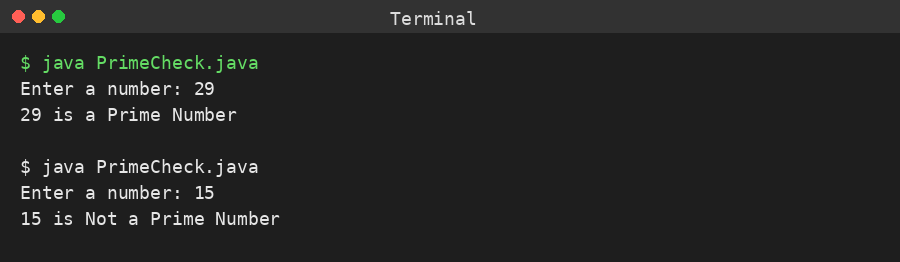 Terminal
$ java PrimeCheck.java
Enter a number: 29
29 is a Prime Number
$ java PrimeCheck.java
Enter a number: 15
15 is Not a Prime Number